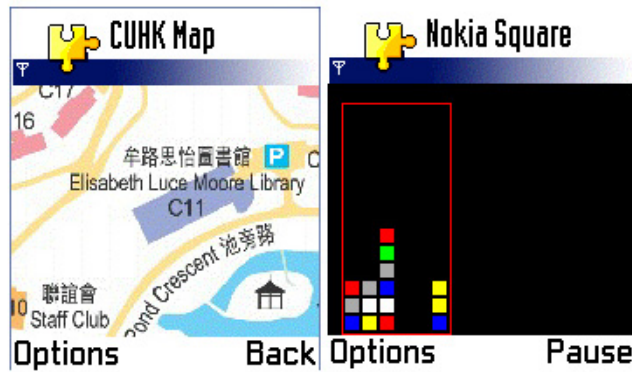 CUHK Map
C17
16
牟路思怡圖書館 P C
Elisabeth Luce Moore Library
C11
Pond Crescent 池旁路
聯誼會
10 Staff Club
Options Back
Nokia Square
Options Pause